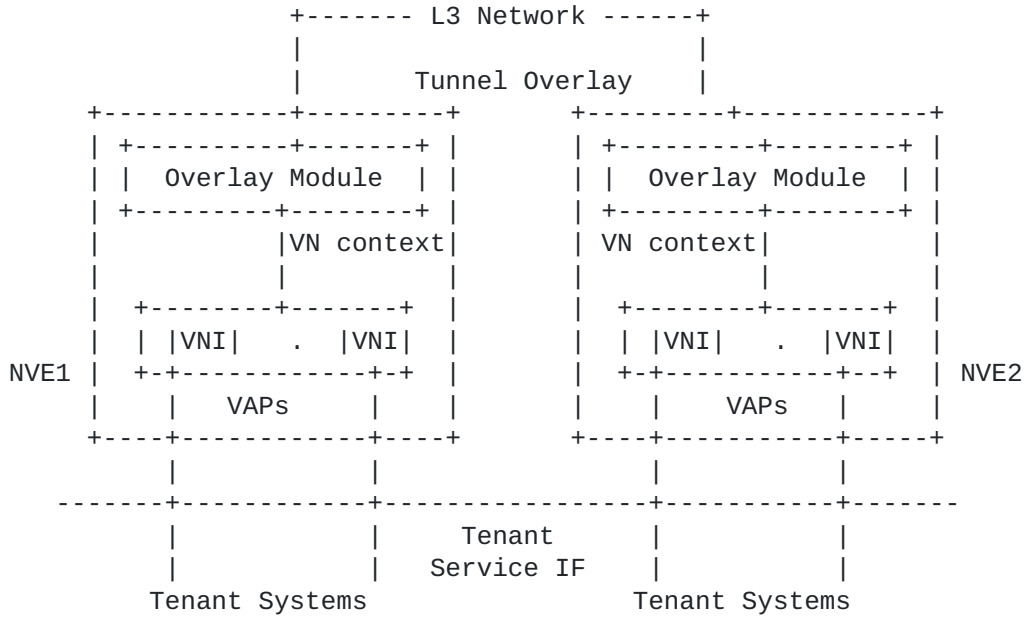 L3 Network
Tunnel Overlay
Overlay Module Overlay Module
VN context VN context
VNI . VNI VNI . VNI
NVE1 NVE2
VAPs VAPs
Tenant
Service IF
Tenant Systems Tenant Systems